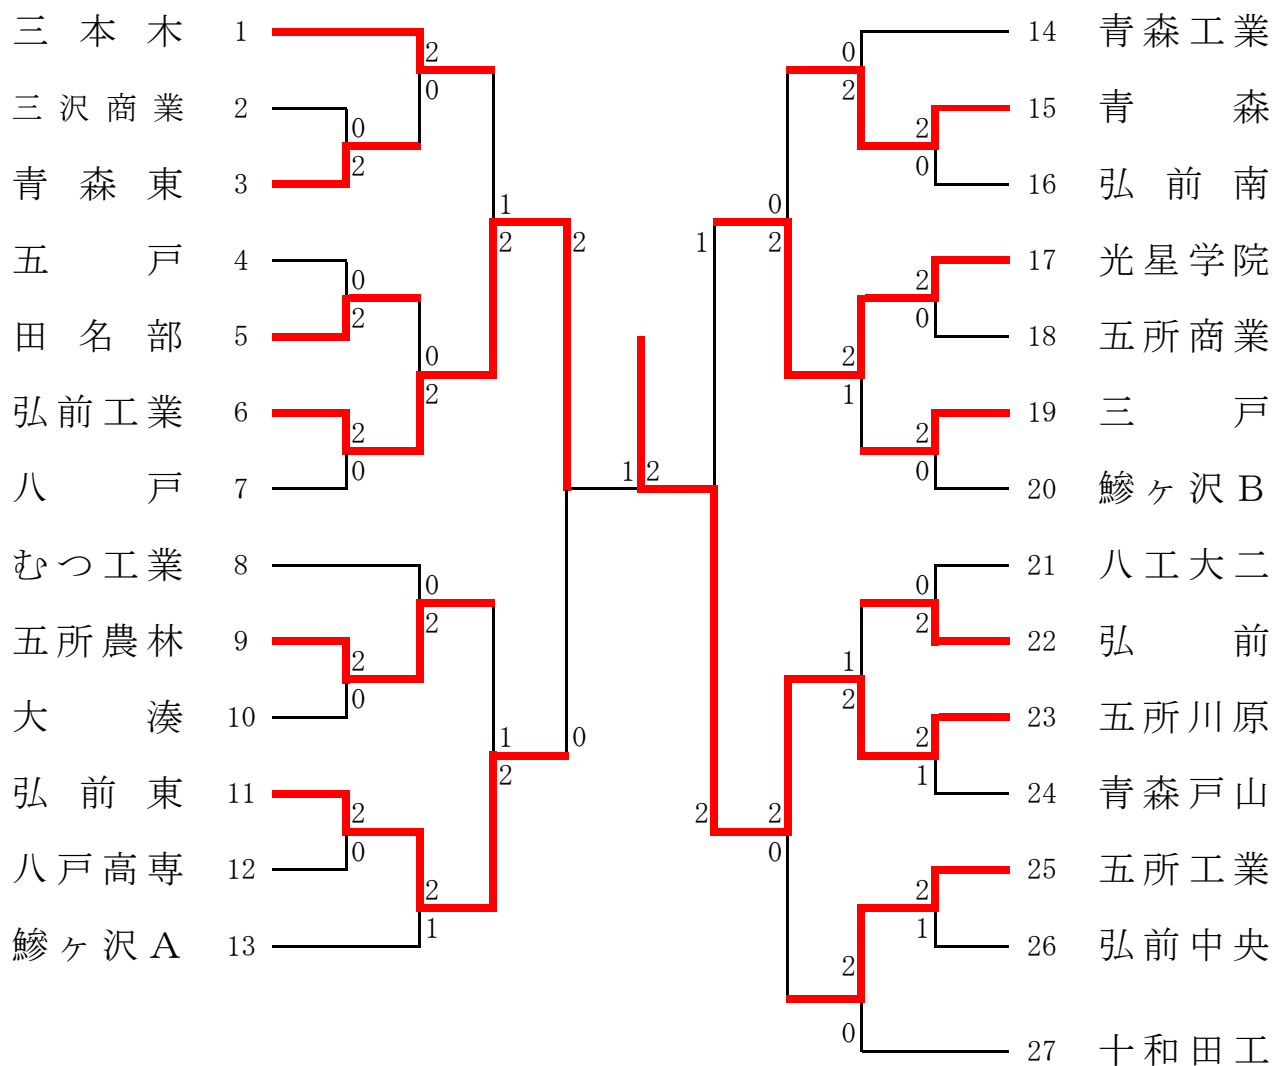 三本木 1
三沢商業 2
青森東 3
五戸 4
田名部 5
弘前工業 6
八戸 7
むつ工業 8
五所農林 9
大湊 10
弘前東 11
八戸高専 12
鰺ヶ沢A 13
2
0
0
2
0
2
0
2
2
0
1
2
2
0
2
2
0
1
2
2
0
2
1
0
1 2
14 青森工業
15 青森
16 弘前南
17 光星学院
18 五所商業
19 三戸
20 鰺ヶ沢B
21 八工大二
22 弘前
23 五所川原
24 青森戸山
25 五所工業
26 弘前中央
27 十和田工
0
2
2
0
0
2
1
2
0
2
1
2
0
0
2
1
2
2
1
2
2
0
2
1
2
0